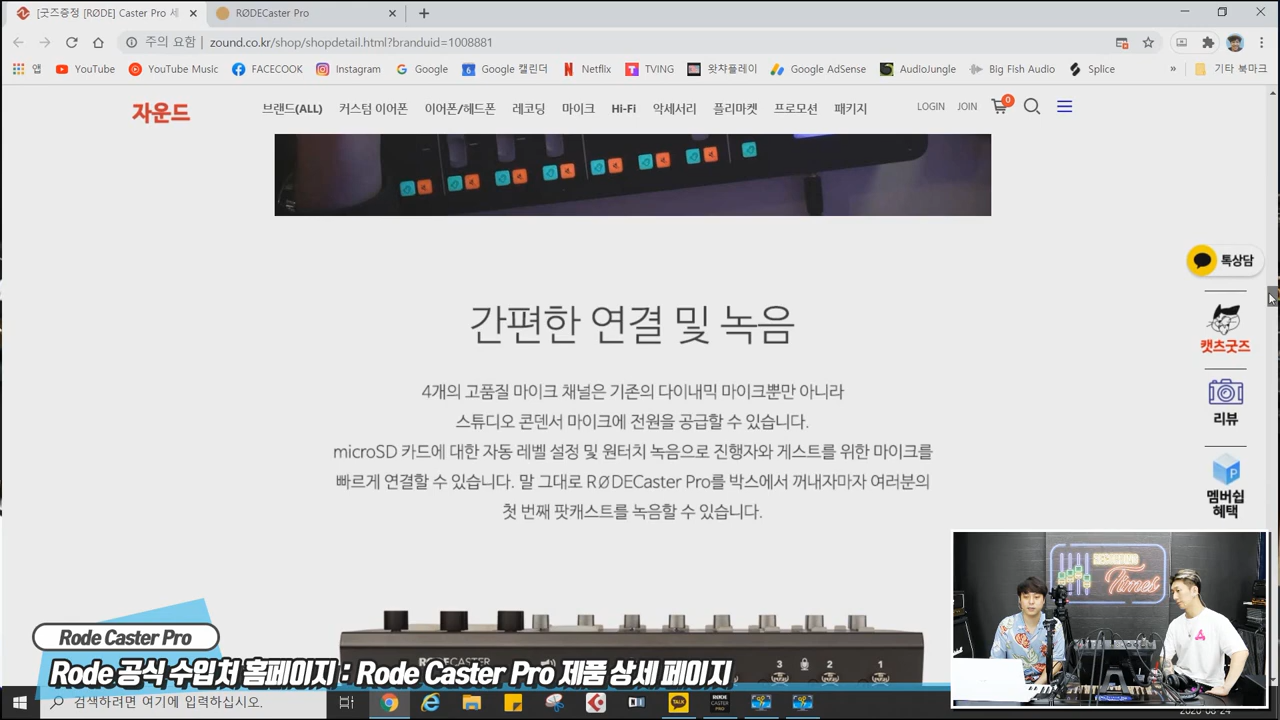 [굿즈증정 [RØDE] Caster Pro 세
RØDECaster Pro
주의 요함 | zound.co.kr/shop/shopdetail.html?branduid=1008881
앱
YouTube
YouTube Music
FACECOOK
Instagram
Google
Google 캘린더
Netflix
TVING
왓챠플레이
Google AdSense
AudioJungle
Big Fish Audio
Splice
»
기타 북마크
자운드
브랜드(ALL)
커스텀 이어폰
이어폰/헤드폰
레코딩
마이크
Hi-Fi
악세서리
플리마켓
프로모션
패키지
LOGIN
JOIN
0
톡상담
캣츠굿즈
리뷰
멤버쉽
혜택
간편한 연결 및 녹음
4개의 고품질 마이크 채널은 기존의 다이내믹 마이크뿐만 아니라
스튜디오 콘덴서 마이크에 전원을 공급할 수 있습니다.
microSD 카드에 대한 자동 레벨 설정 및 원터치 녹음으로 진행자와 게스트를 위한 마이크를
빠르게 연결할 수 있습니다. 말 그대로 RØDECaster Pro를 박스에서 꺼내자마자 여러분의
첫 번째 팟캐스트를 녹음할 수 있습니다.
3 2 1
Times
Rode Caster Pro
Rode 공식 수입처 홈페이지 : Rode Caster Pro 제품 상세 페이지
검색하려면 여기에 입력하십시오.
TALK
2020-08-24